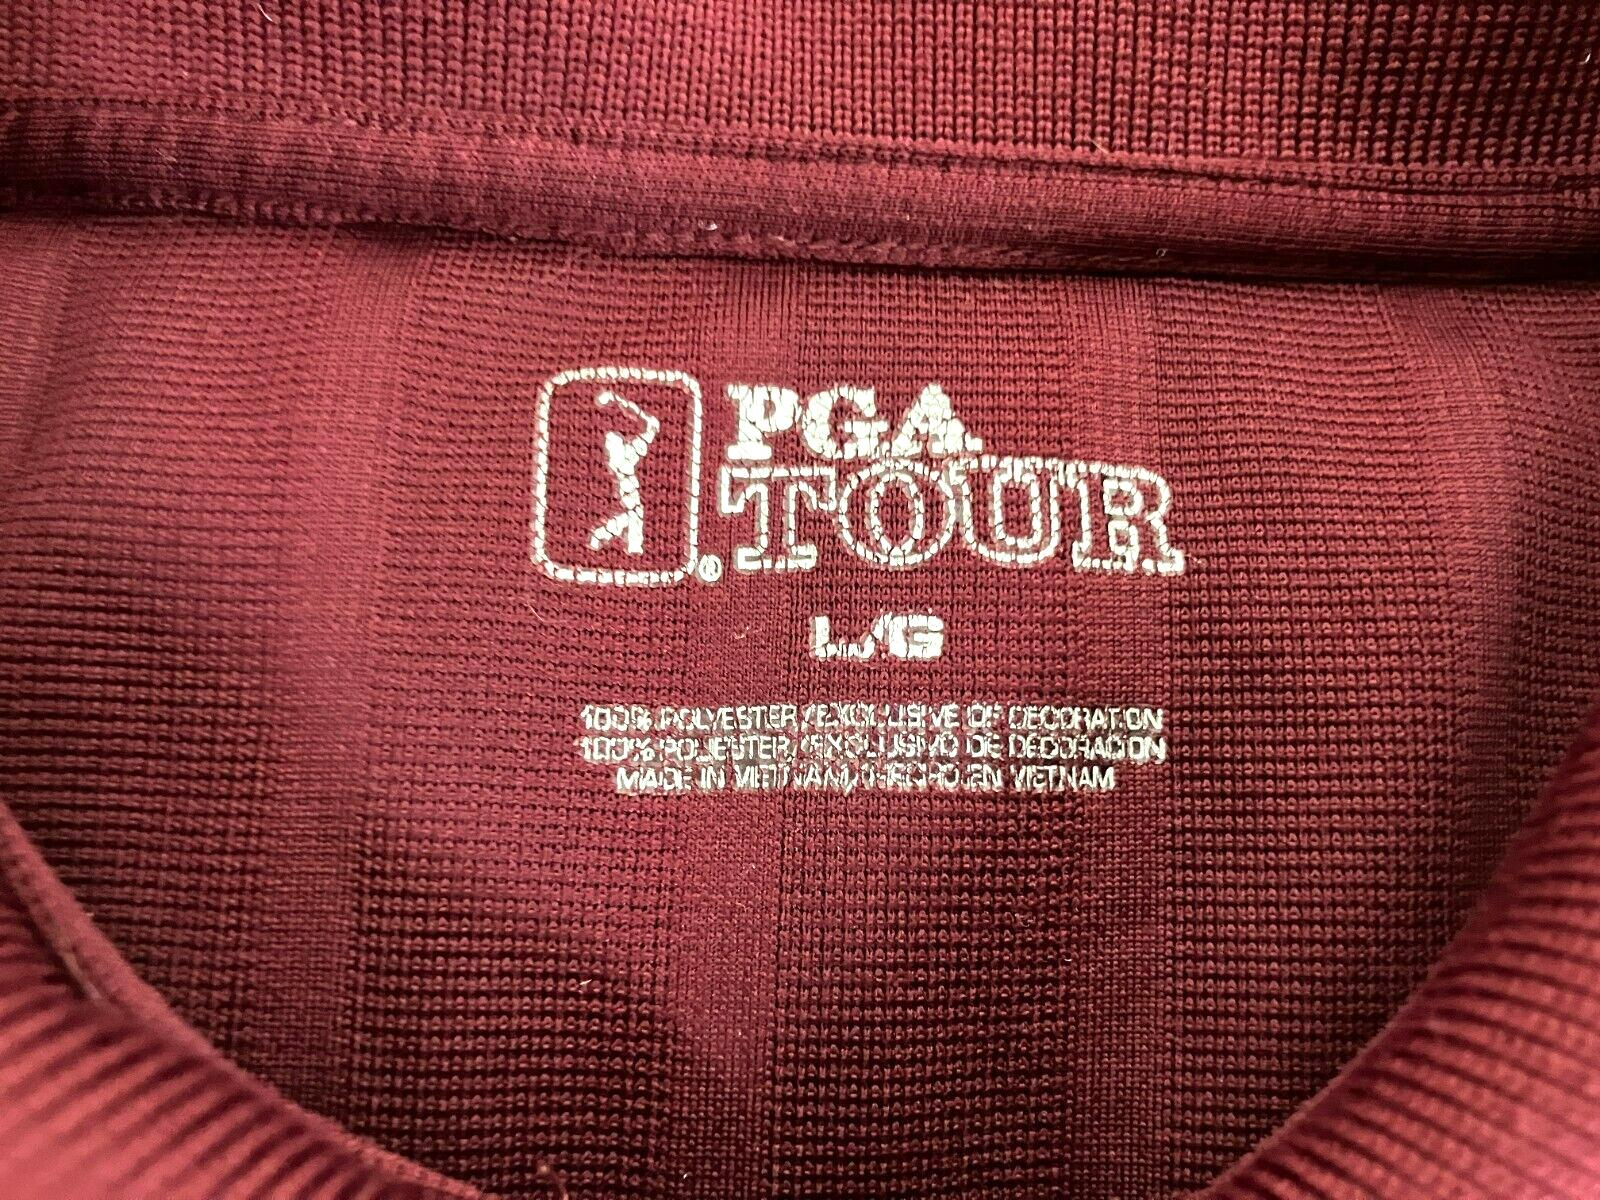 PGA
TOUR
®
L/G
100% POLYESTER/EXCLUSIVE OF DECORATION
100% POLIESTER/EXCLUSIVO DE DECORACION
MADE IN VIETNAM/HECHO EN VIETNAM